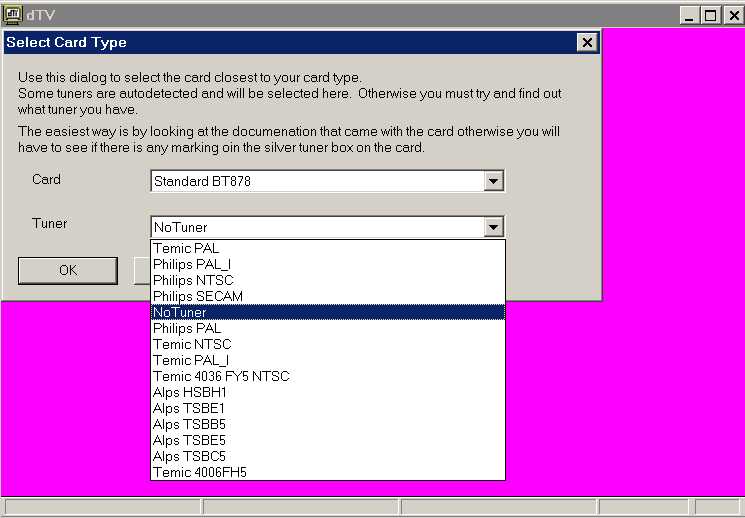 dTV
Select Card Type
Use this dialog to select the card closest to your card type.
Some tuners are autodetected and will be selected here. Otherwise you must try and find out
what tuner you have.
The easiest way is by looking at the documenation that came with the card otherwise you will
have to see if there is any marking oin the silver tuner box on the card.
Card
Standard BT878
Tuner
NoTuner
OK
Temic PAL
Philips PAL_I
Philips NTSC
Philips SECAM
NoTuner
Philips PAL
Temic NTSC
Temic PAL_I
Temic 4036 FY5 NTSC
Alps HSBH1
Alps TSBE1
Alps TSBB5
Alps TSBE5
Alps TSBC5
Temic 4006FH5